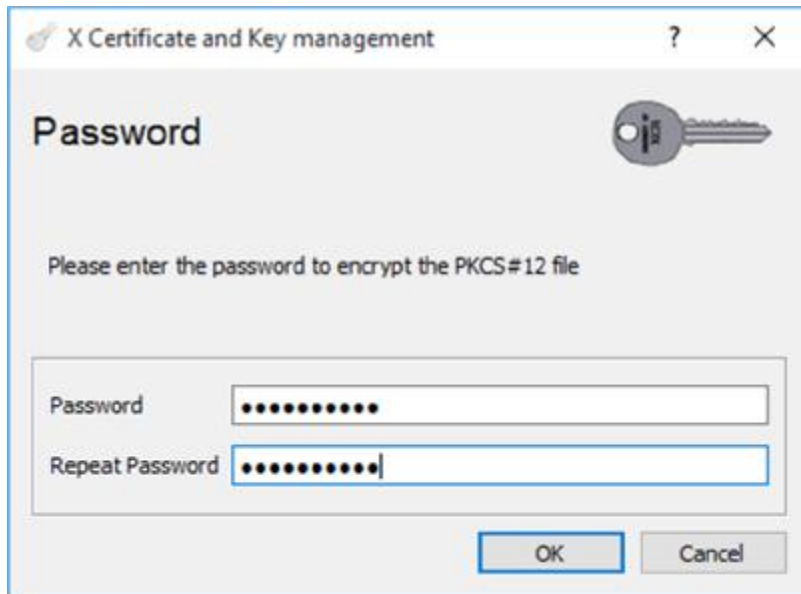 X Certificate and Key management
?
Password
Please enter the password to encrypt the PKCS#12 file
Password
●●●●●●●●●●
Repeat Password
●●●●●●●●●●
OK
Cancel